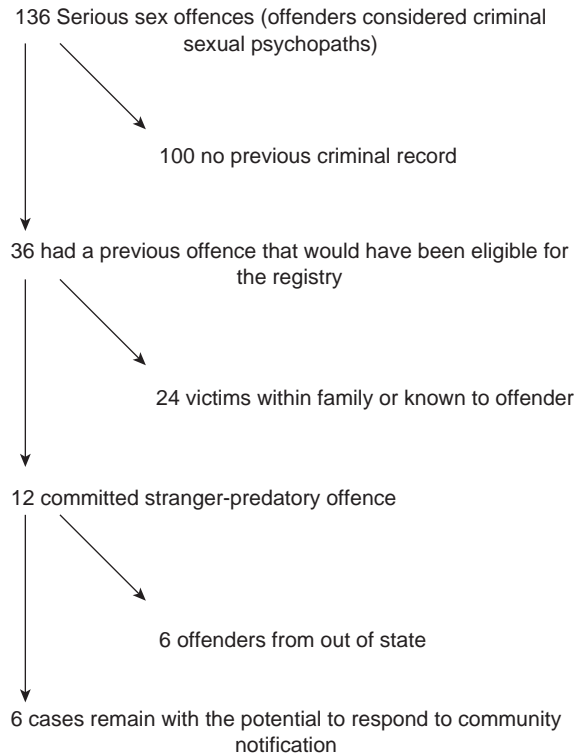 136 Serious sex offences (offenders considered criminal
sexual psychopaths)
100 no previous criminal record
36 had a previous offence that would have been eligible for
the registry
24 victims within family or known to offender
12 committed stranger-predatory offence
6 offenders from out of state
6 cases remain with the potential to respond to community
notification